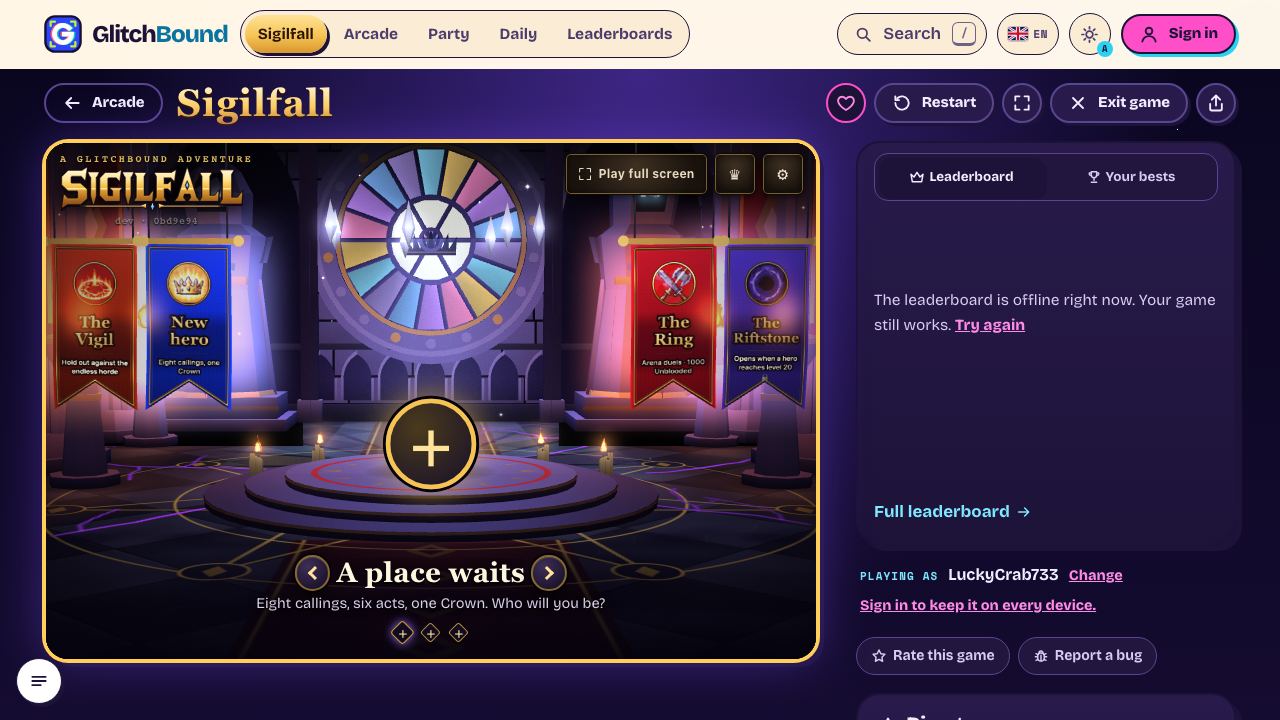 GlitchBound
Sigilfall
Arcade
Party
Daily
Leaderboards
Search /
EN
A
Sign in
Arcade
Sigilfall
Restart
Exit game
A GLITCHBOUND ADVENTURE
SIGILFALL
dev · 0bd9e94
Play full screen
The
Vigil
Hold out against the
endless horde
New
hero
Eight callings, one
Crown
The
Ring
Arena duels · 1000
Unblooded
The
Riftstone
Opens when a hero
reaches level 20
A place waits
Eight callings, six acts, one Crown. Who will you be?
Leaderboard
Your bests
The leaderboard is offline right now. Your game
still works. Try again
Full leaderboard →
PLAYING AS LuckyCrab733 Change
Sign in to keep it on every device.
Rate this game
Report a bug